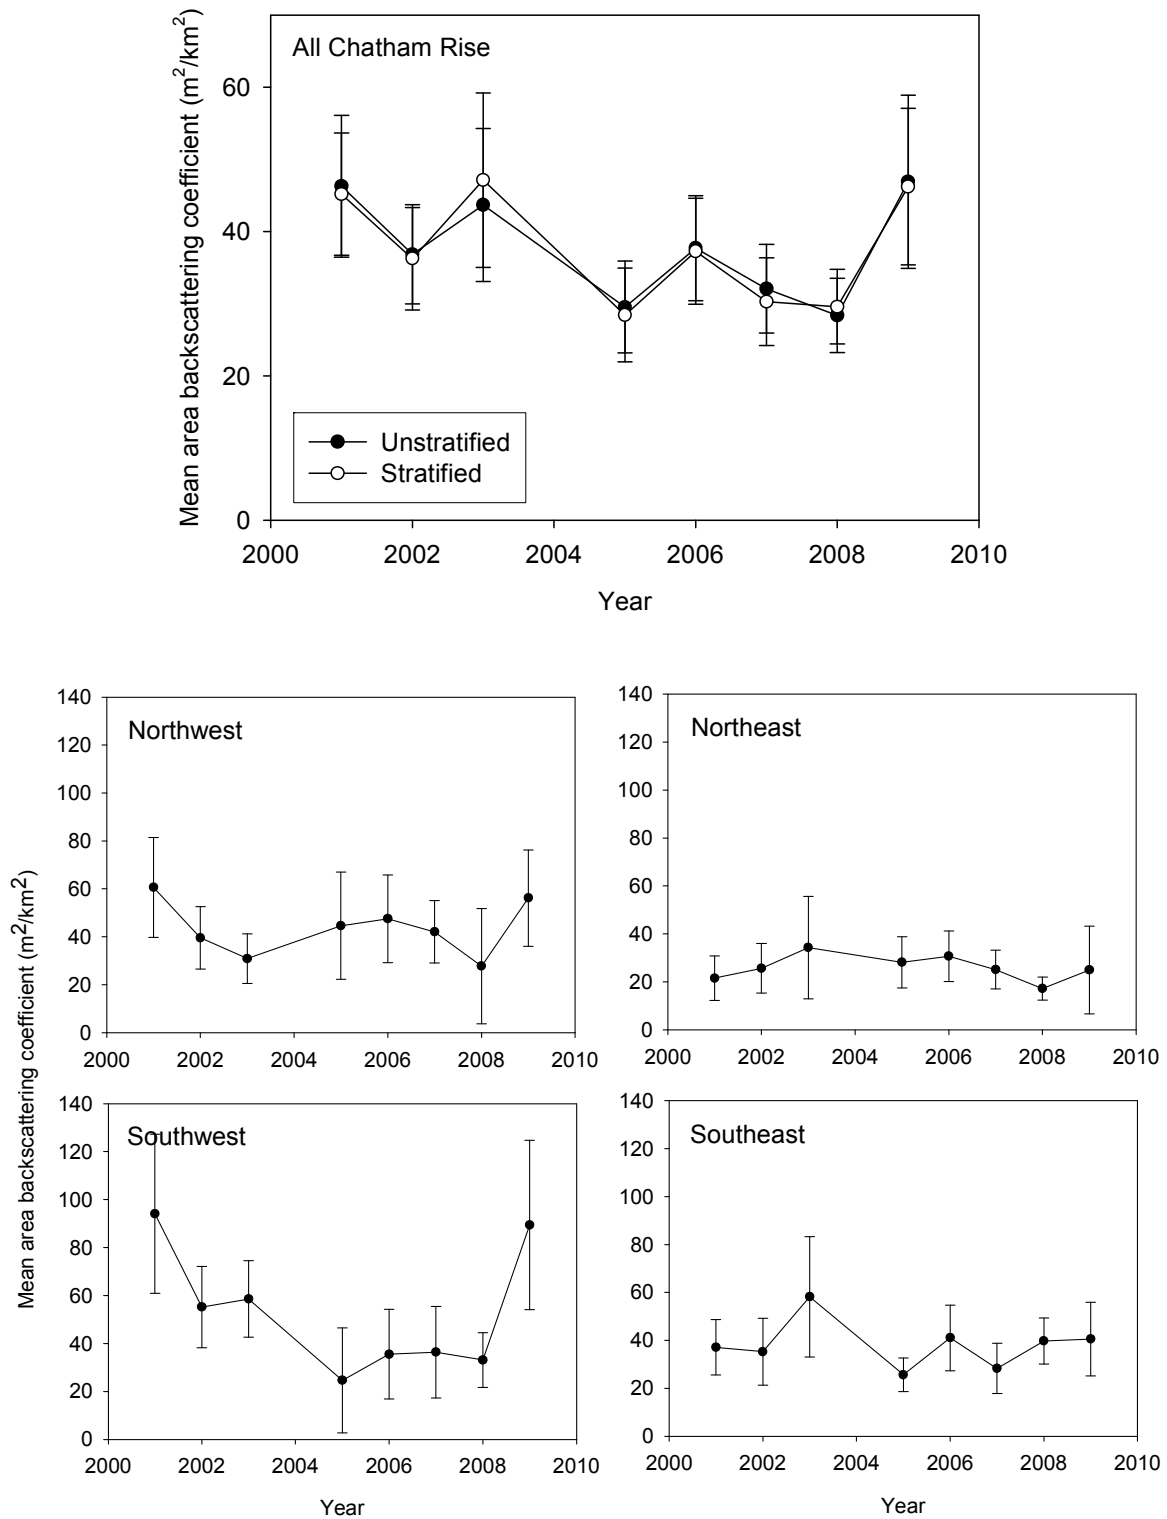 All Chatham Rise
Mean area backscattering coefficient (m²/km²)
60
40
20
0
Unstratified
Stratified
2000 2002 2004 2006 2008 2010
Year
Mean area backscattering coefficient (m²/km²)
Northwest
140
120
100
80
60
40
20
0
2000 2002 2004 2006 2008 2010
Northeast
140
120
100
80
60
40
20
0
2000 2002 2004 2006 2008 2010
Southwest
140
120
100
80
60
40
20
0
2000 2002 2004 2006 2008 2010
Year
Southeast
140
120
100
80
60
40
20
0
2000 2002 2004 2006 2008 2010
Year